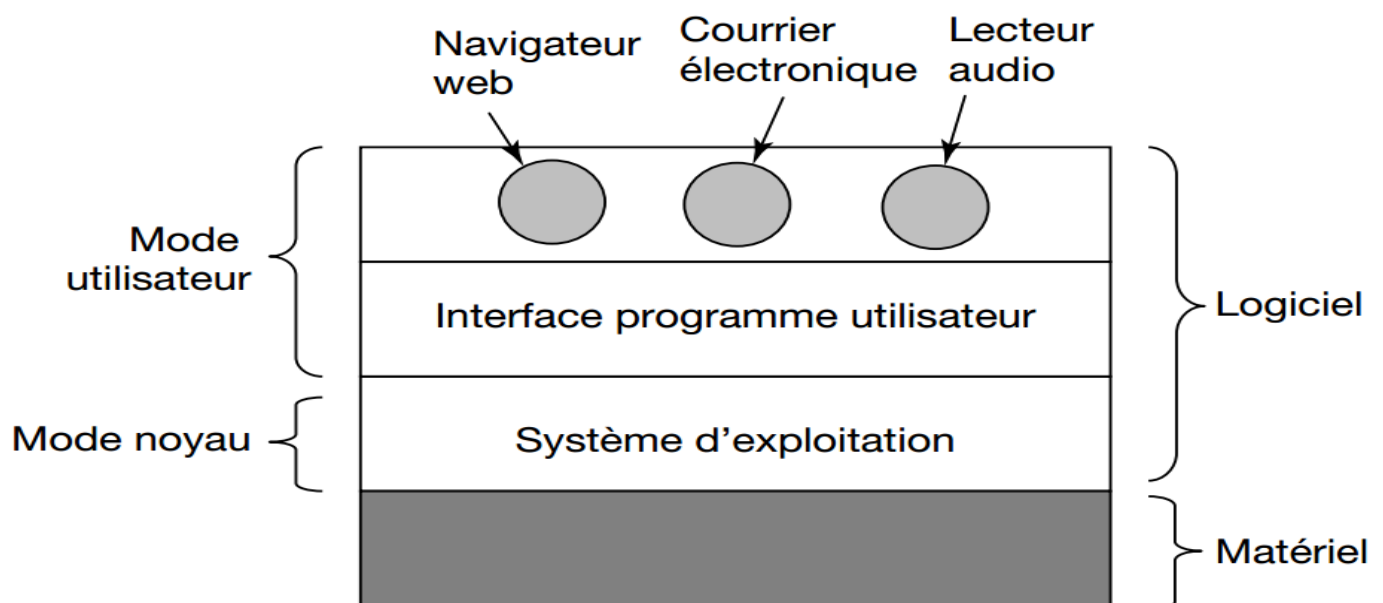 Navigateur
web
Courrier
électronique
Lecteur
audio
Mode
utilisateur
Interface programme utilisateur
Logiciel
Mode noyau
Système d'exploitation
Matériel